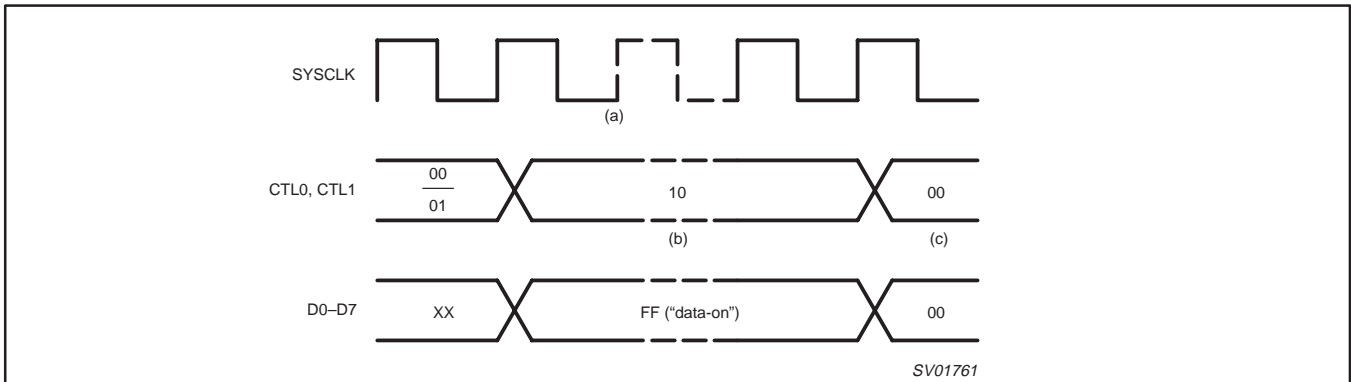 SYSCLK
(a)
CTL0, CTL1
00
01
10
00
(b)
(c)
D0–D7
XX
FF (“data-on”)
00
SV01761